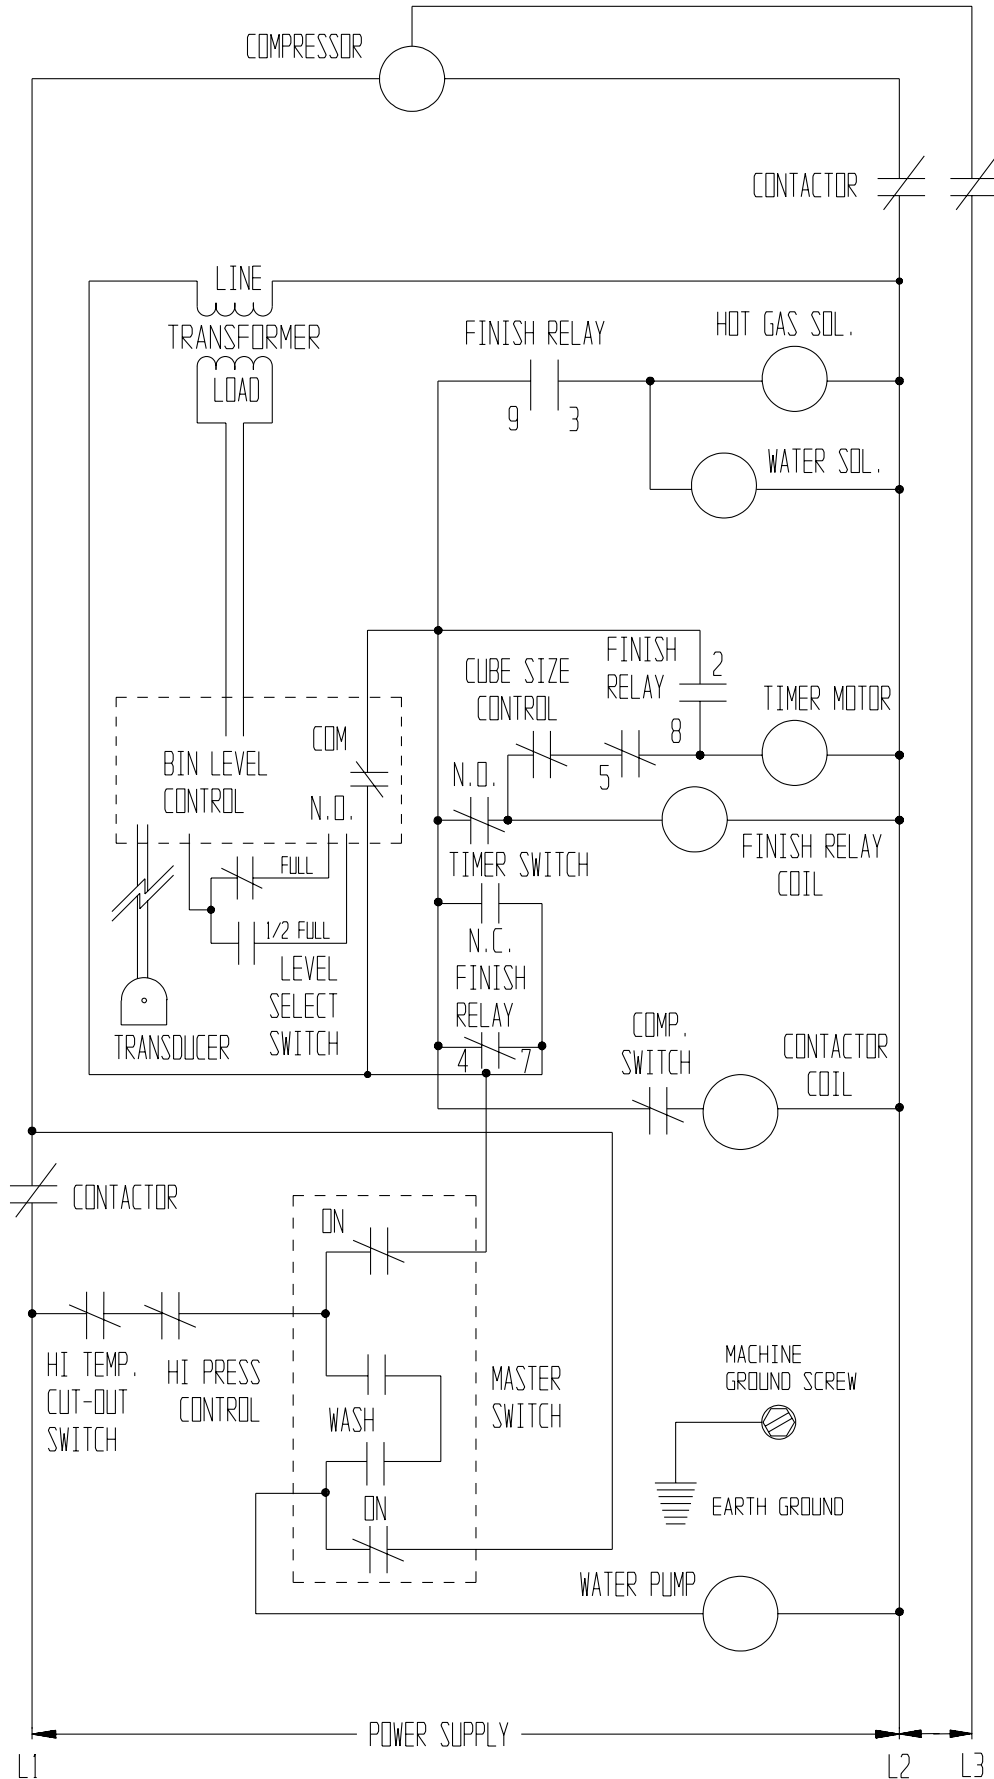 COMPRESSOR
CONTACTOR
LINE
TRANSFORMER
LOAD
FINISH RELAY
9
3
HOT GAS SOL.
WATER SOL.
CUBE SIZE
CONTROL
FINISH
RELAY
2
8
5
TIMER MOTOR
COM
BIN LEVEL
CONTROL
N.O.
N.O.
TIMER SWITCH
FINISH RELAY
COIL
FULL
1/2 FULL
LEVEL
SELECT
SWITCH
TRANSDUCER
N.C.
FINISH
RELAY
4
7
COMP.
SWITCH
CONTACTOR
COIL
CONTACTOR
ON
HI TEMP.
CUT-OUT
SWITCH
HI PRESS
CONTROL
WASH
MASTER
SWITCH
ON
MACHINE
GROUND SCREW
EARTH GROUND
WATER PUMP
POWER SUPPLY
L1
L2
L3